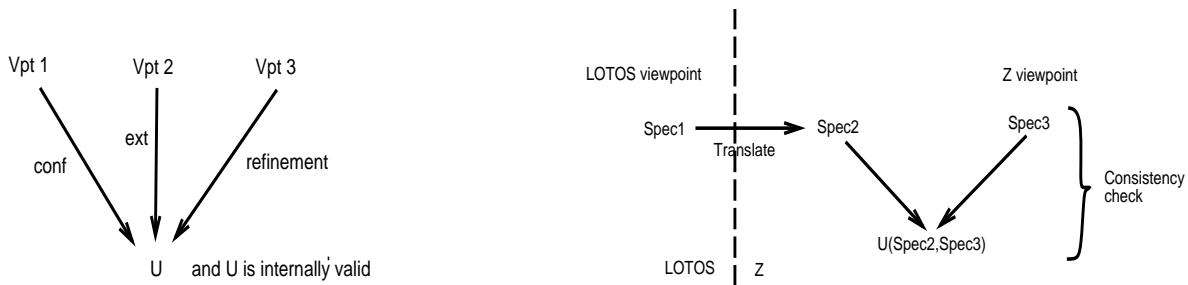 Vpt 1
Vpt 2
Vpt 3
conf
ext
refinement
U and U is internally valid
LOTOS viewpoint
Z viewpoint
Spec1
Spec2
Spec3
Translate
Consistency
check
U(Spec2,Spec3)
LOTOS
Z